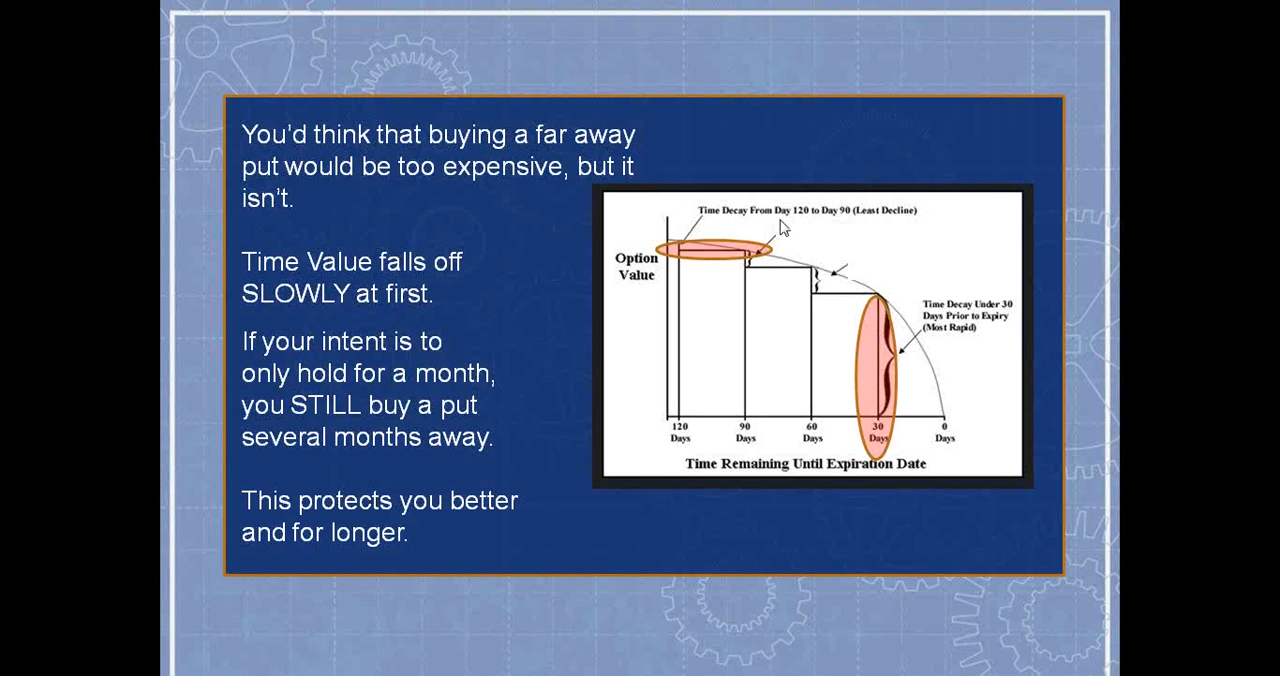 You'd think that buying a far away
put would be too expensive, but it
isn't.
Time Value falls off
SLOWLY at first.
If your intent is to
only hold for a month,
you STILL buy a put
several months away.
This protects you better
and for longer.
Time Decay From Day 120 to Day 90 (Least Decline)
Option
Value
Time Decay Under 30
Days Prior to Expiry
(Most Rapid)
120 90 60 30 0
Days Days Days Days Days
Time Remaining Until Expiration Date